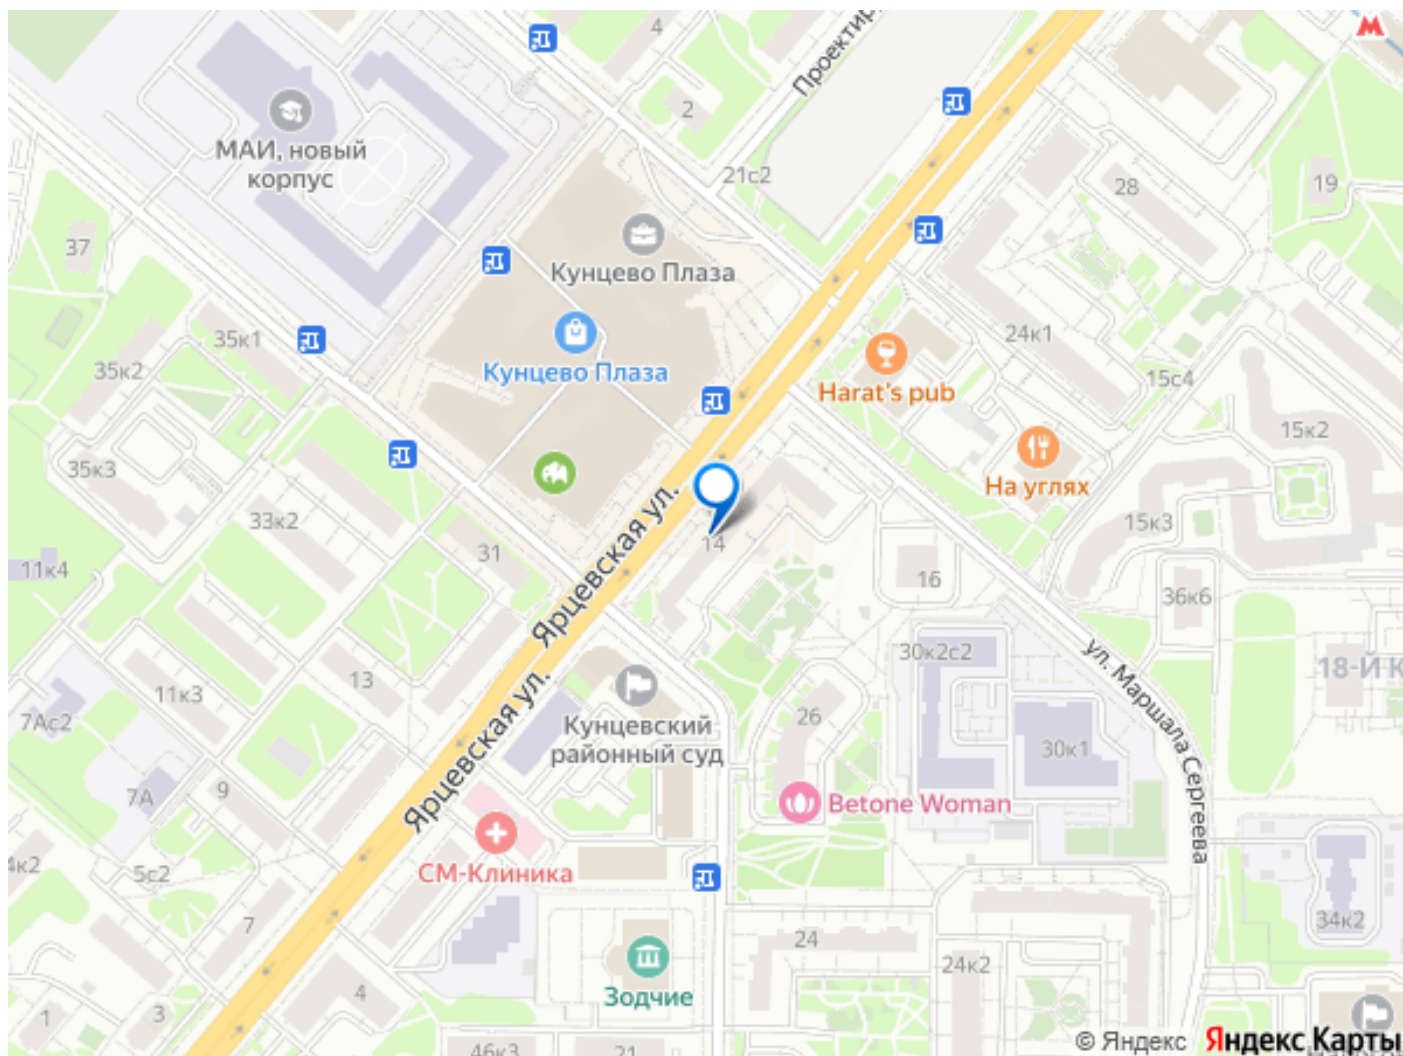 4
Проектир
2
МАИ, новый
корпус
21с2
28
19
37
Кунцево Плаза
35к1
24к1
35к2
Кунцево Плаза
Harat's pub
15с4
15к2
35к3
На углях
33к2
15к3
Ярцевская ул.
14
31
11к4
16
36к6
ул. Маршала Сергеева
30к2с2
18-Й К
13
11к3
7Ас2
Ярцевская ул.
Кунцевский
районный суд
26
30к1
7А
9
Betone Woman
СМ-Клиника
4к2
5с2
7
34к2
24
24к2
Зодчие
4
3
1
46к3
21
© Яндекс Яндекс Карты